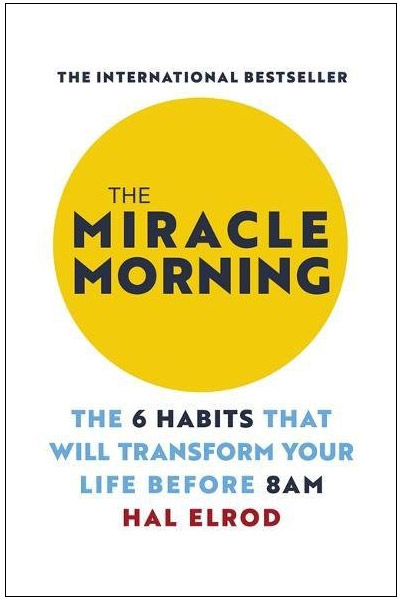 THE INTERNATIONAL BESTSELLER
THE
MIRACLE
MORNING
THE 6 HABITS THAT
WILL TRANSFORM YOUR
LIFE BEFORE 8AM
HAL ELROD